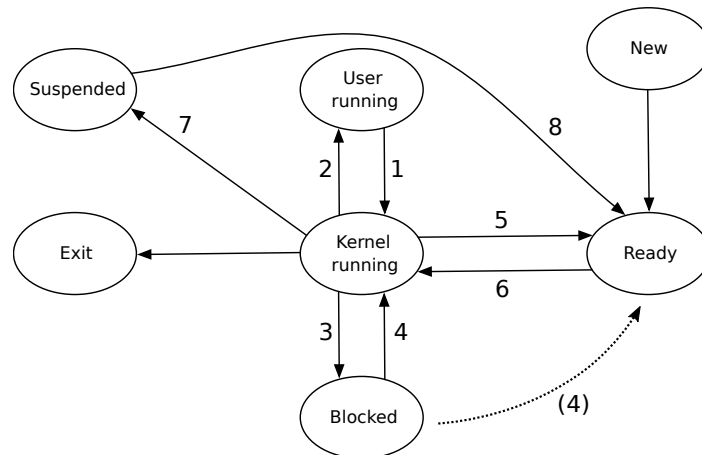 New
Suspended
User
running
8
7
2
1
Exit
Kernel
running
5
Ready
6
3
4
Blocked
(4)